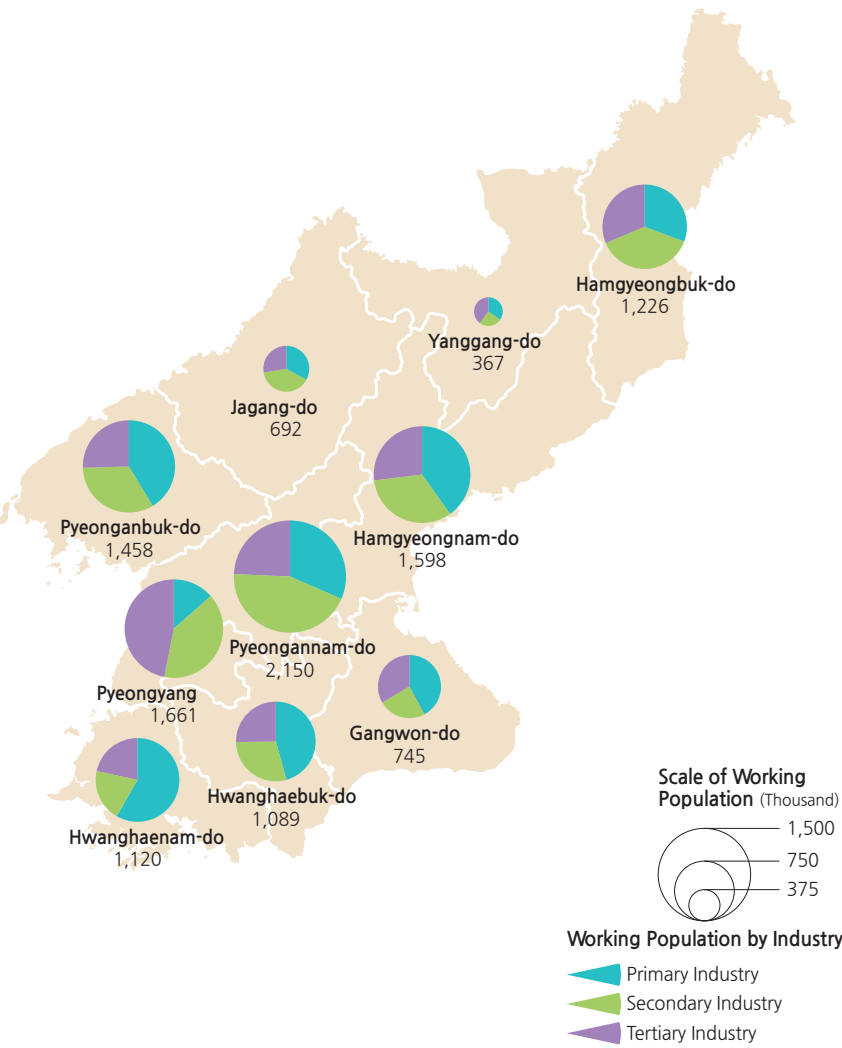 Hamgyeongbuk-do
1,226
Yanggang-do
367
Jagang-do
692
Pyeonganbuk-do
1,458
Hamgyeongnam-do
1,598
Pyeongannam-do
2,150
Pyeongyang
1,661
Gangwon-do
745
Hwanghaebuk-do
1,089
Hwanghaenam-do
1,120
Scale of Working
Population (Thousand)
1,500
750
375
Working Population by Industry
Primary Industry
Secondary Industry
Tertiary Industry